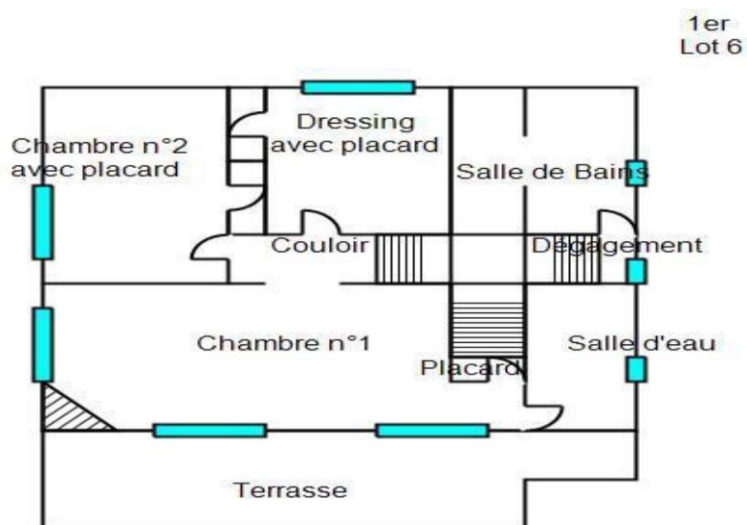 1er
Lot 6
Dressing
avec placard
Chambre n°2
avec placard
Salle de Bains
Couloir
Dégagement
Chambre n°1
Salle d'eau
Placard
Terrasse